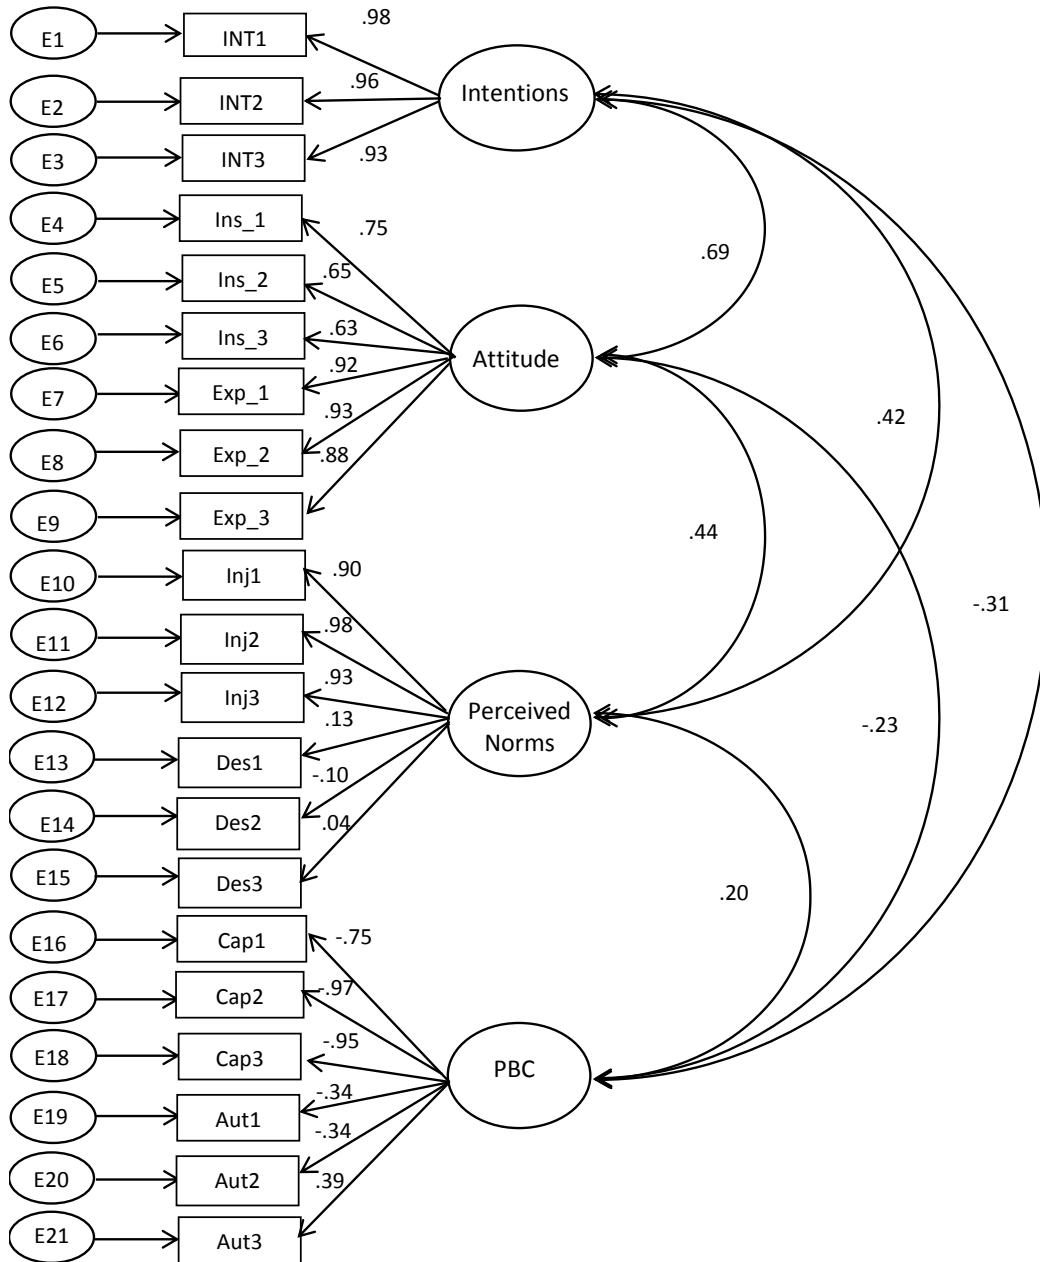 E1
INT1
.98
E2
INT2
.96
Intentions
E3
INT3
.93
E4
Ins_1
.75
.69
E5
Ins_2
.65
E6
Ins_3
.63
Attitude
E7
Exp_1
.92
E8
Exp_2
.93
.42
E9
Exp_3
.88
.44
E10
Inj1
.90
-.31
E11
Inj2
.98
E12
Inj3
.93
Perceived
Norms
-.23
E13
Des1
.13
E14
Des2
-.10
E15
Des3
.04
.20
E16
Cap1
-.75
E17
Cap2
-.97
E18
Cap3
-.95
PBC
E19
Aut1
-.34
E20
Aut2
-.34
E21
Aut3
.39